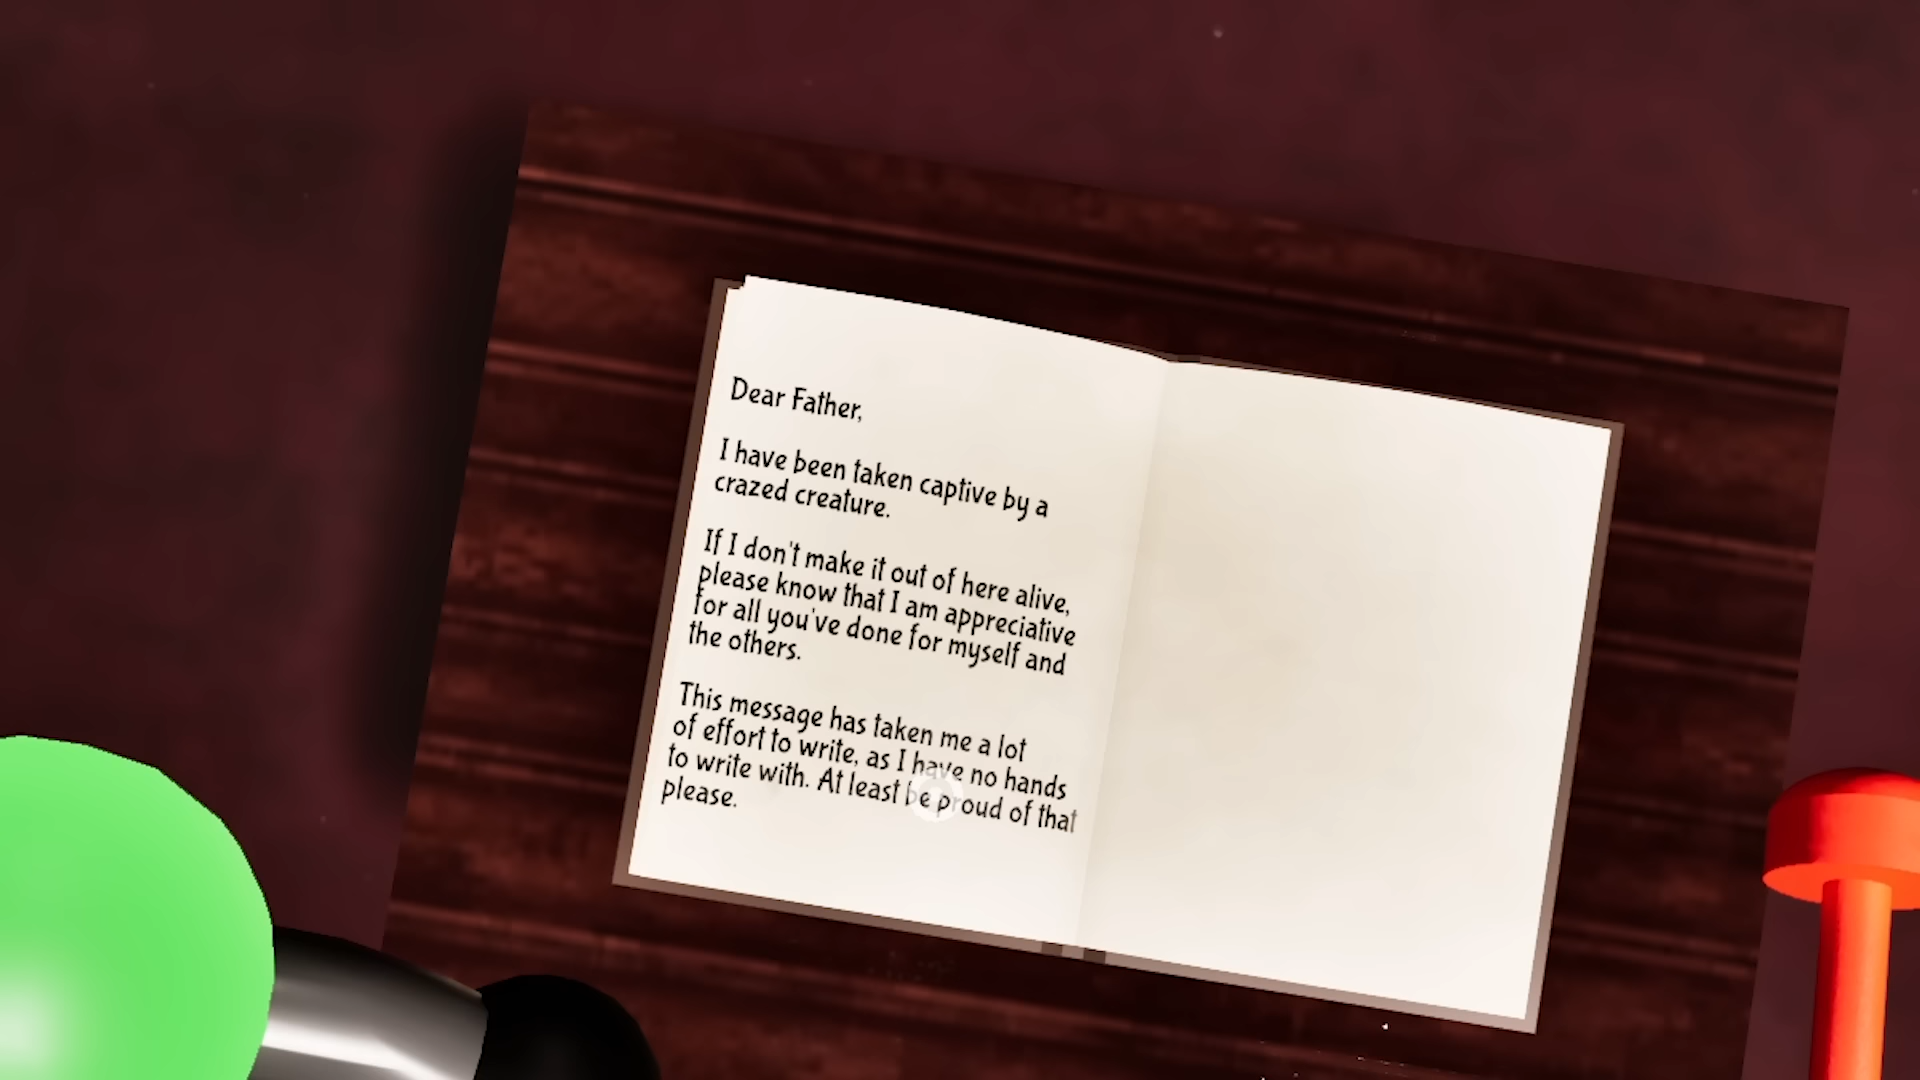 Dear Father,
I have been taken captive by a
crazed creature.
If I don't make it out of here alive,
please know that I am appreciative
for all you've done for myself and
the others.
This message has taken me a lot
of effort to write, as I have no hands
to write with. At least be proud of that
please.